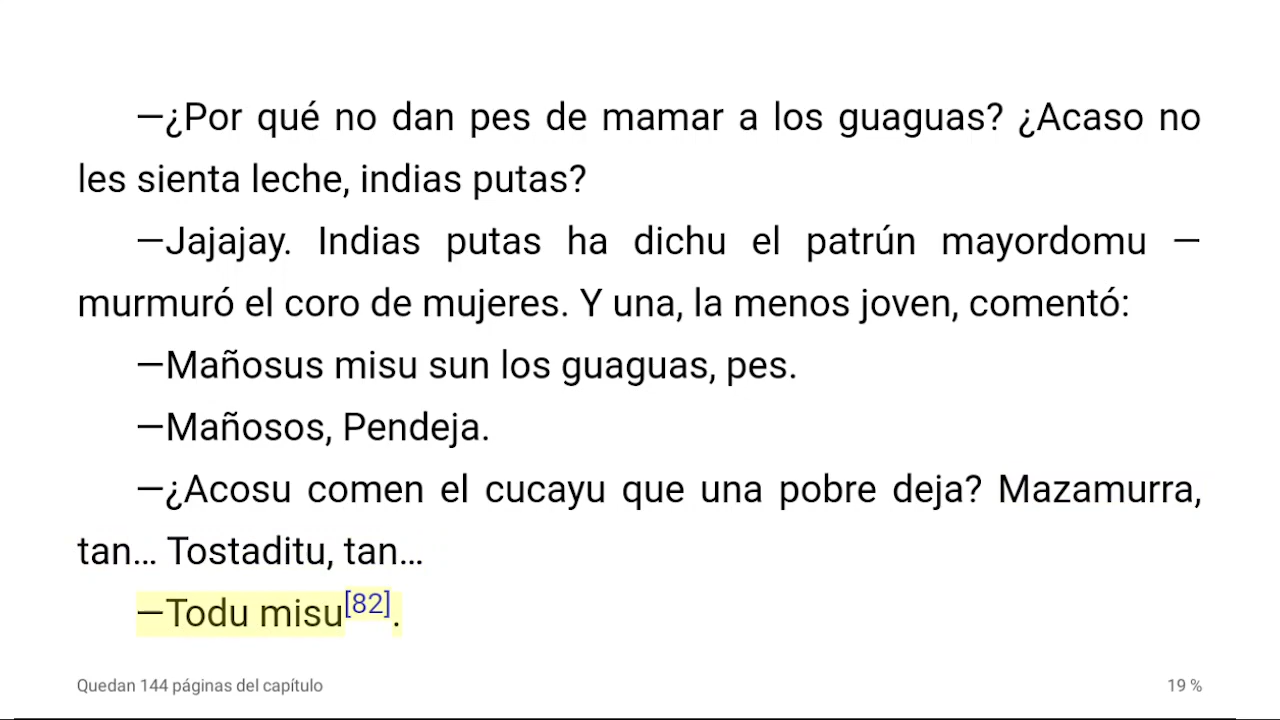 —¿Por qué no dan pes de mamar a los guaguas? ¿Acaso no
les sienta leche, indias putas?
—Jajajay. Indias putas ha dichu el patrún mayordomu —
murmuró el coro de mujeres. Y una, la menos joven, comentó:
—Mañosus misu sun los guaguas, pes.
—Mañosos, Pendeja.
—¿Acosu comen el cucayu que una pobre deja? Mazamurra,
tan... Tostaditu, tan...
—Todu misu[82].
Quedan 144 páginas del capítulo 19 %